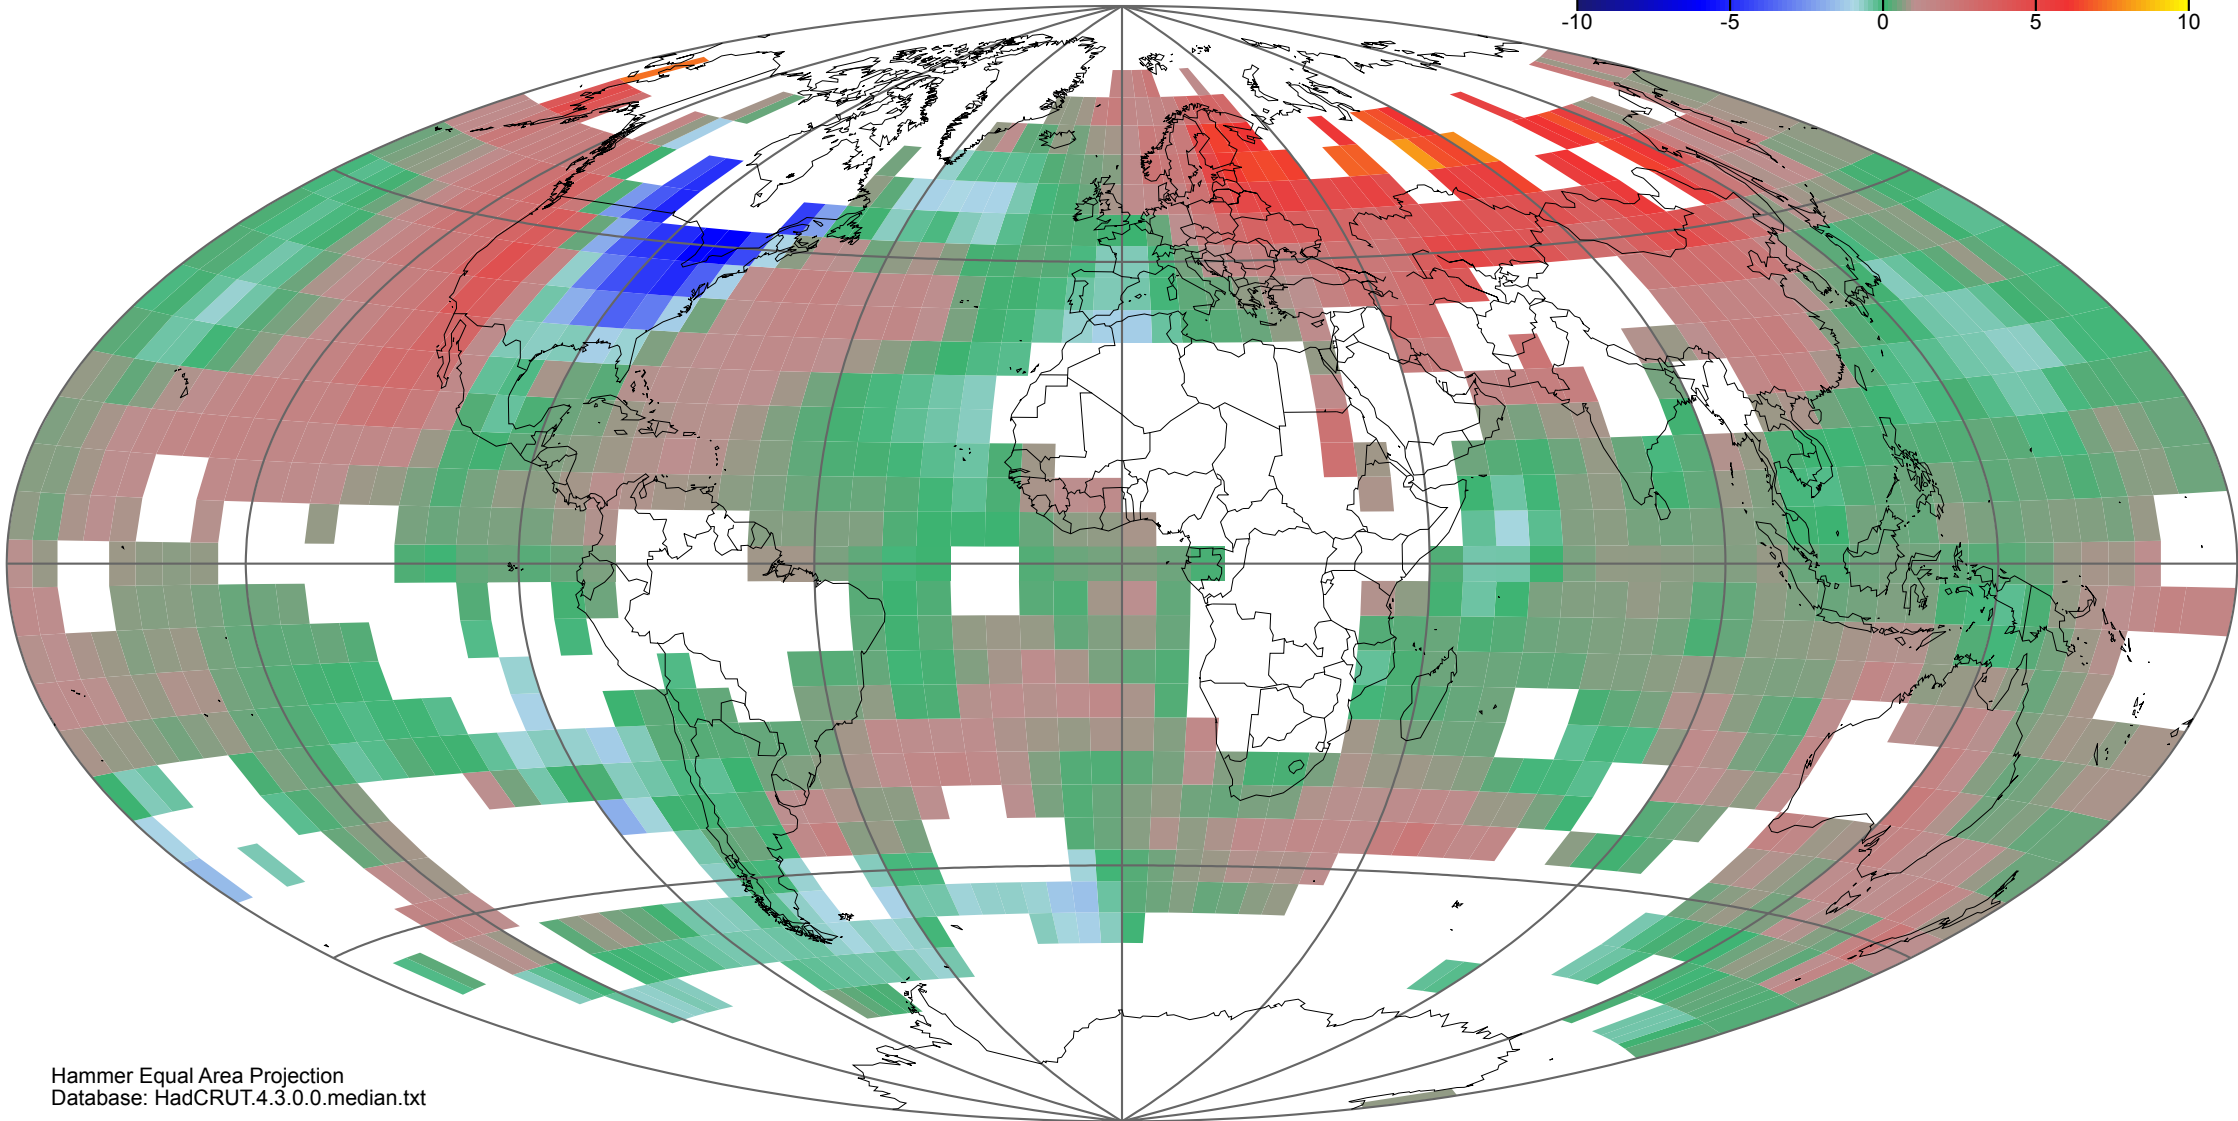 -10 -5 0 5 10
Hammer Equal Area Projection
Database: HadCRUT.4.3.0.0.median.txt